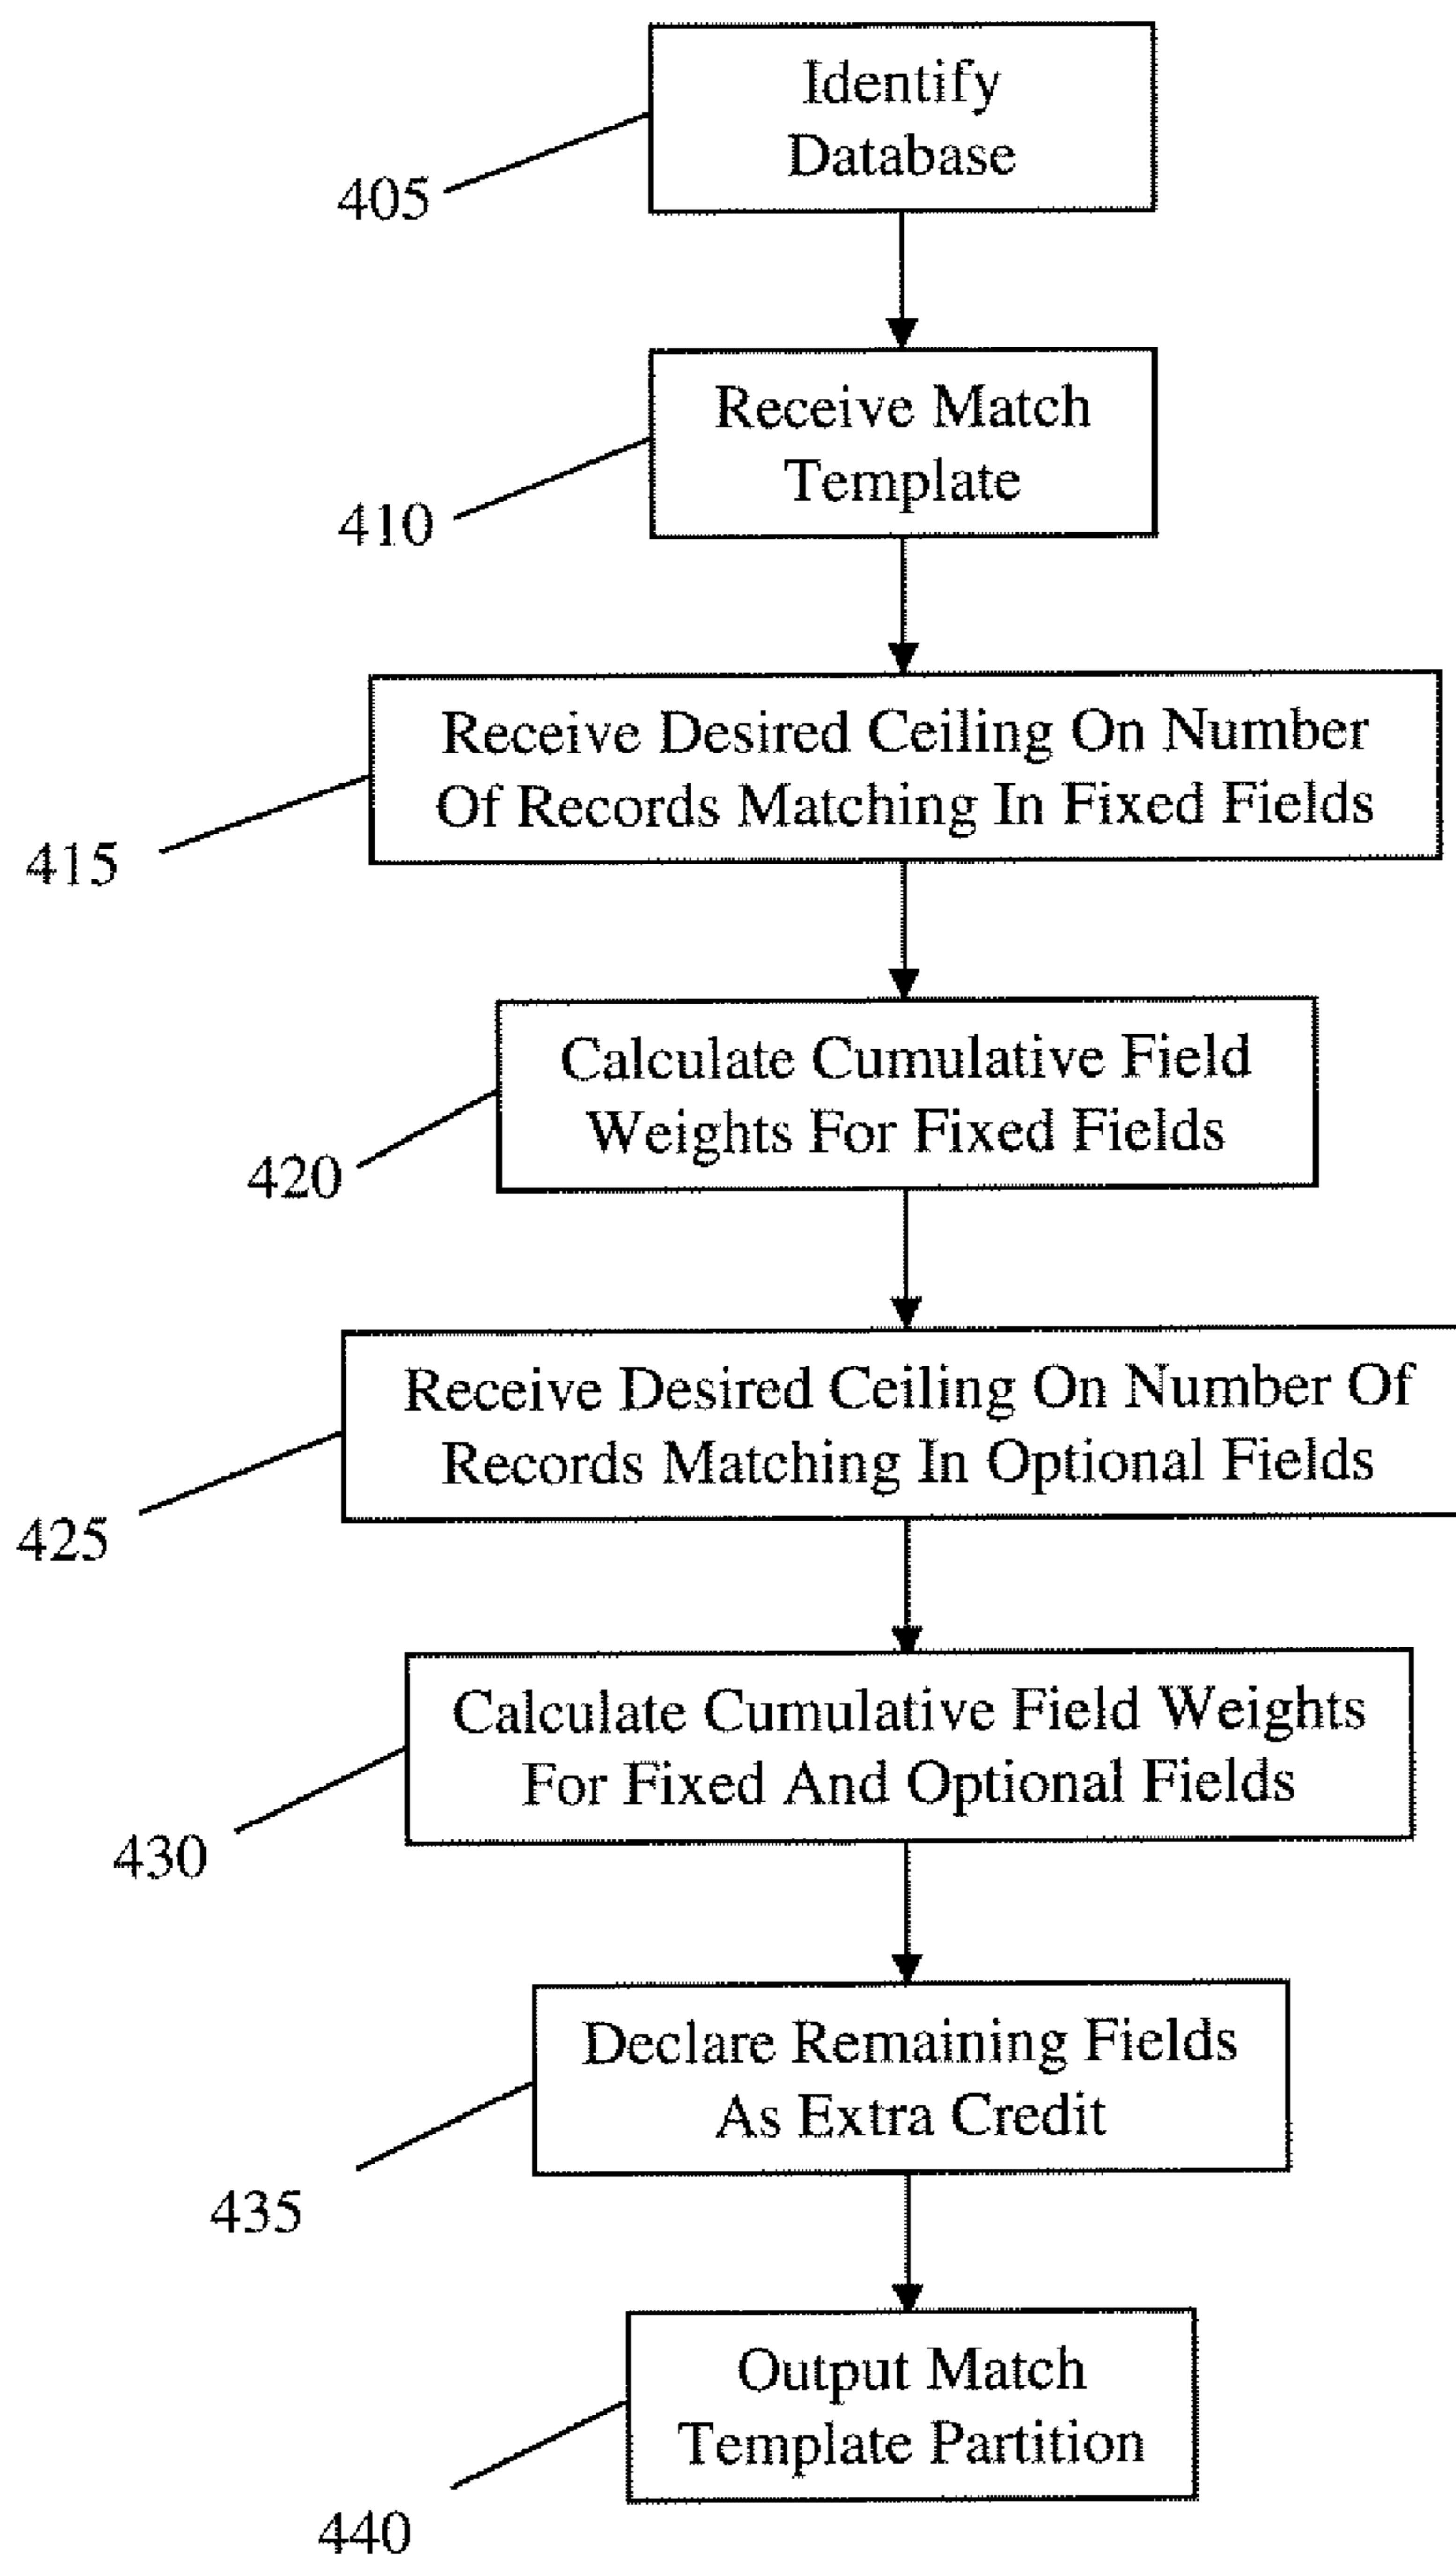 Identify
Database
405
Receive Match
Template
410
Receive Desired Ceiling On Number
Of Records Matching In Fixed Fields
415
Calculate Cumulative Field
Weights For Fixed Fields
420
Receive Desired Ceiling On Number Of
Records Matching In Optional Fields
425
Calculate Cumulative Field Weights
For Fixed And Optional Fields
430
Declare Remaining Fields
As Extra Credit
435
Output Match
Template Partition
440